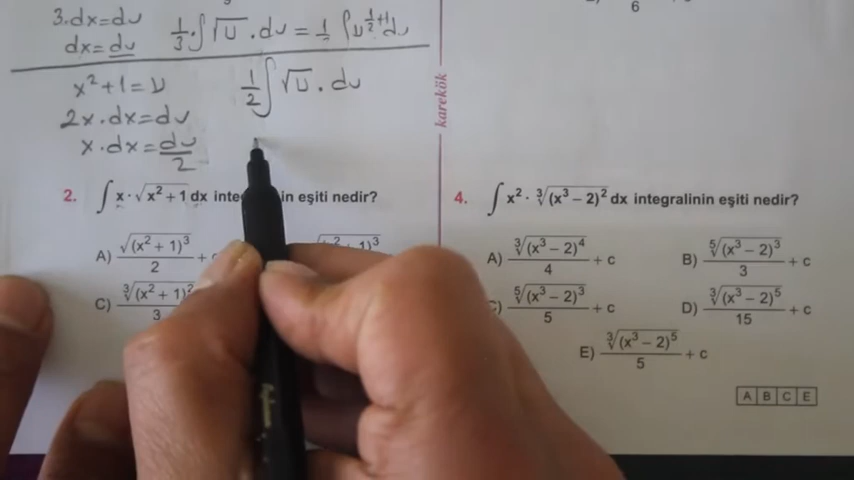 3.dx=du
dx=du
1/3·∫√u.du = 1/3 ∫u^(1/2+1)du
x²+1=u
2x.dx=du
x.dx=du/2
1/2∫√u.du
2. ∫x·√(x²+1) dx in eşiti nedir?
A) √(x²+1)³/2 +
C) ∛(x²+1)²/3
karekök
6
4. ∫x²·∛(x³−2)² dx integralinin eşiti nedir?
A) ∛(x³−2)⁴/4 + c
B) ⁵√(x³−2)³/3 + c
⁵√(x³−2)³/5 + c
D) ∛(x³−2)⁵/15 + c
E) ∛(x³−2)⁵/5 + c
A B C E